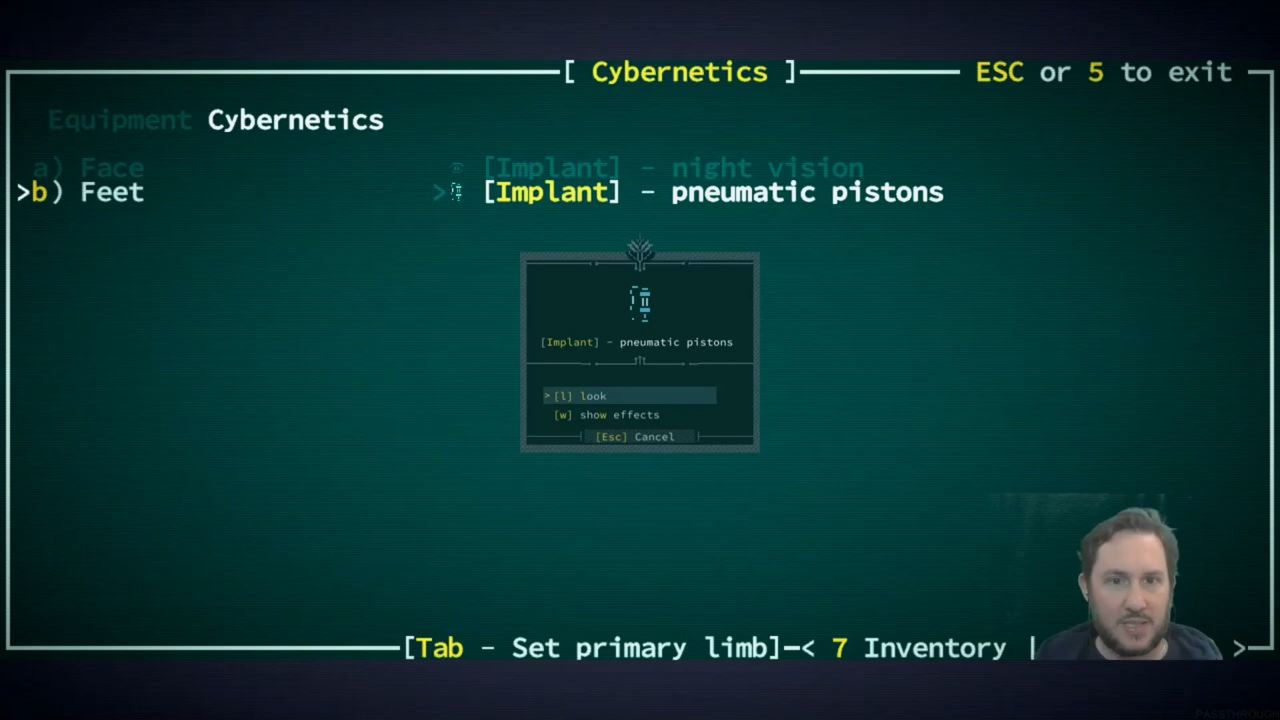 [ Cybernetics ] ESC or 5 to exit
Equipment Cybernetics
a) Face [Implant] - night vision
>b) Feet > [Implant] - pneumatic pistons
[Implant] - pneumatic pistons
> [l] look
[w] show effects
[Esc] Cancel
[Tab - Set primary limb]-< 7 Inventory | >